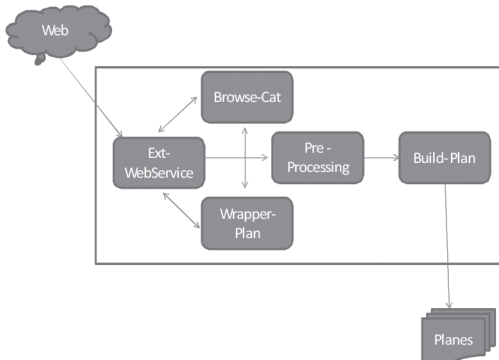 Web
Browse-Cat
Ext-
WebService
Pre -
Processing
Build-Plan
Wrapper-
Plan
Planes